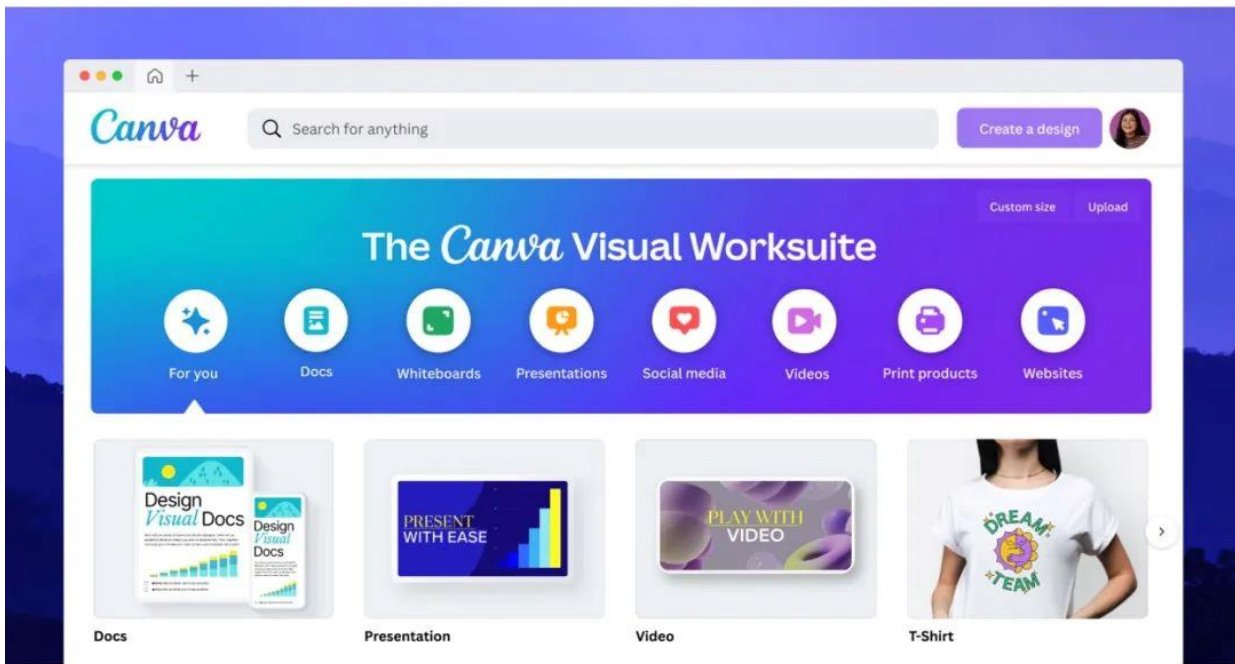 Canva
Search for anything
Create a design
Custom size Upload
The Canva Visual Worksuite
For you Docs Whiteboards Presentations Social media Videos Print products Websites
Design
Visual Docs
Design
Visual
Docs
PRESENT
WITH EASE
PLAY WITH
VIDEO
DREAM
TEAM
Docs Presentation Video T-Shirt